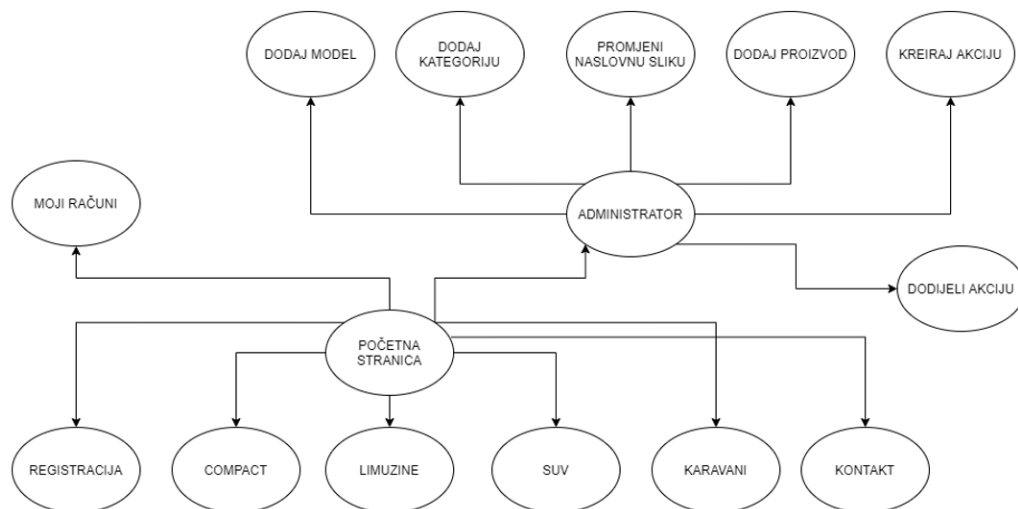 DODAJ MODEL
DODAJ
KATEGORIJU
PROMJENI
NASLOVNU SLIKU
DODAJ PROIZVOD
KREIRAJ AKCIJU
MOJI RAČUNI
ADMINISTRATOR
DODIJELI AKCIJU
POČETNA
STRANICA
REGISTRACIJA
COMPACT
LIMUZINE
SUV
KARAVANI
KONTAKT